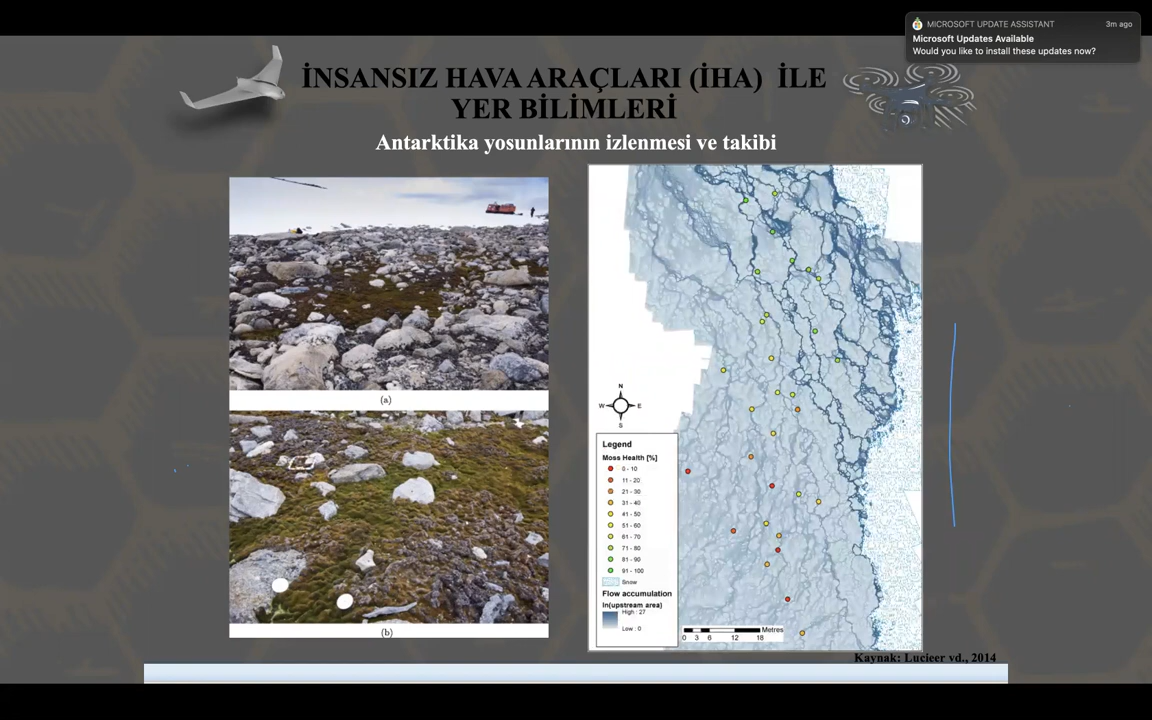 MICROSOFT UPDATE ASSISTANT
3m ago
Microsoft Updates Available
Would you like to install these updates now?
İNSANSIZ HAVA ARAÇLARI (İHA) İLE
YER BİLİMLERİ
Antarktika yosunlarının izlenmesi ve takibi
(a)
(b)
N
W
E
S
Legend
Moss Health [%]
0 - 10
11 - 20
21 - 30
31 - 40
41 - 50
51 - 60
61 - 70
71 - 80
81 - 90
91 - 100
Snow
Flow accumulation
ln(upstream area)
High : 27
Low : 0
Metres
0 3 6 12 18
Kaynak: Lucieer vd., 2014